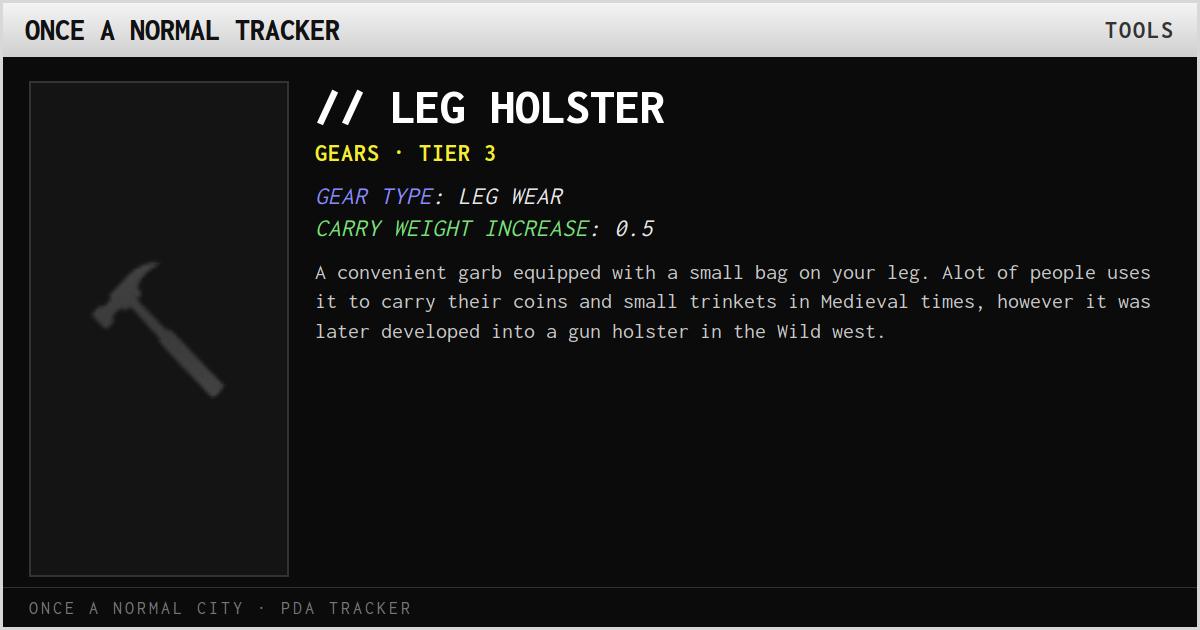 ONCE A NORMAL TRACKER
TOOLS
// LEG HOLSTER
GEARS · TIER 3
GEAR TYPE: LEG WEAR
CARRY WEIGHT INCREASE: 0.5
A convenient garb equipped with a small bag on your leg. Alot of people uses
it to carry their coins and small trinkets in Medieval times, however it was
later developed into a gun holster in the Wild west.
ONCE A NORMAL CITY · PDA TRACKER